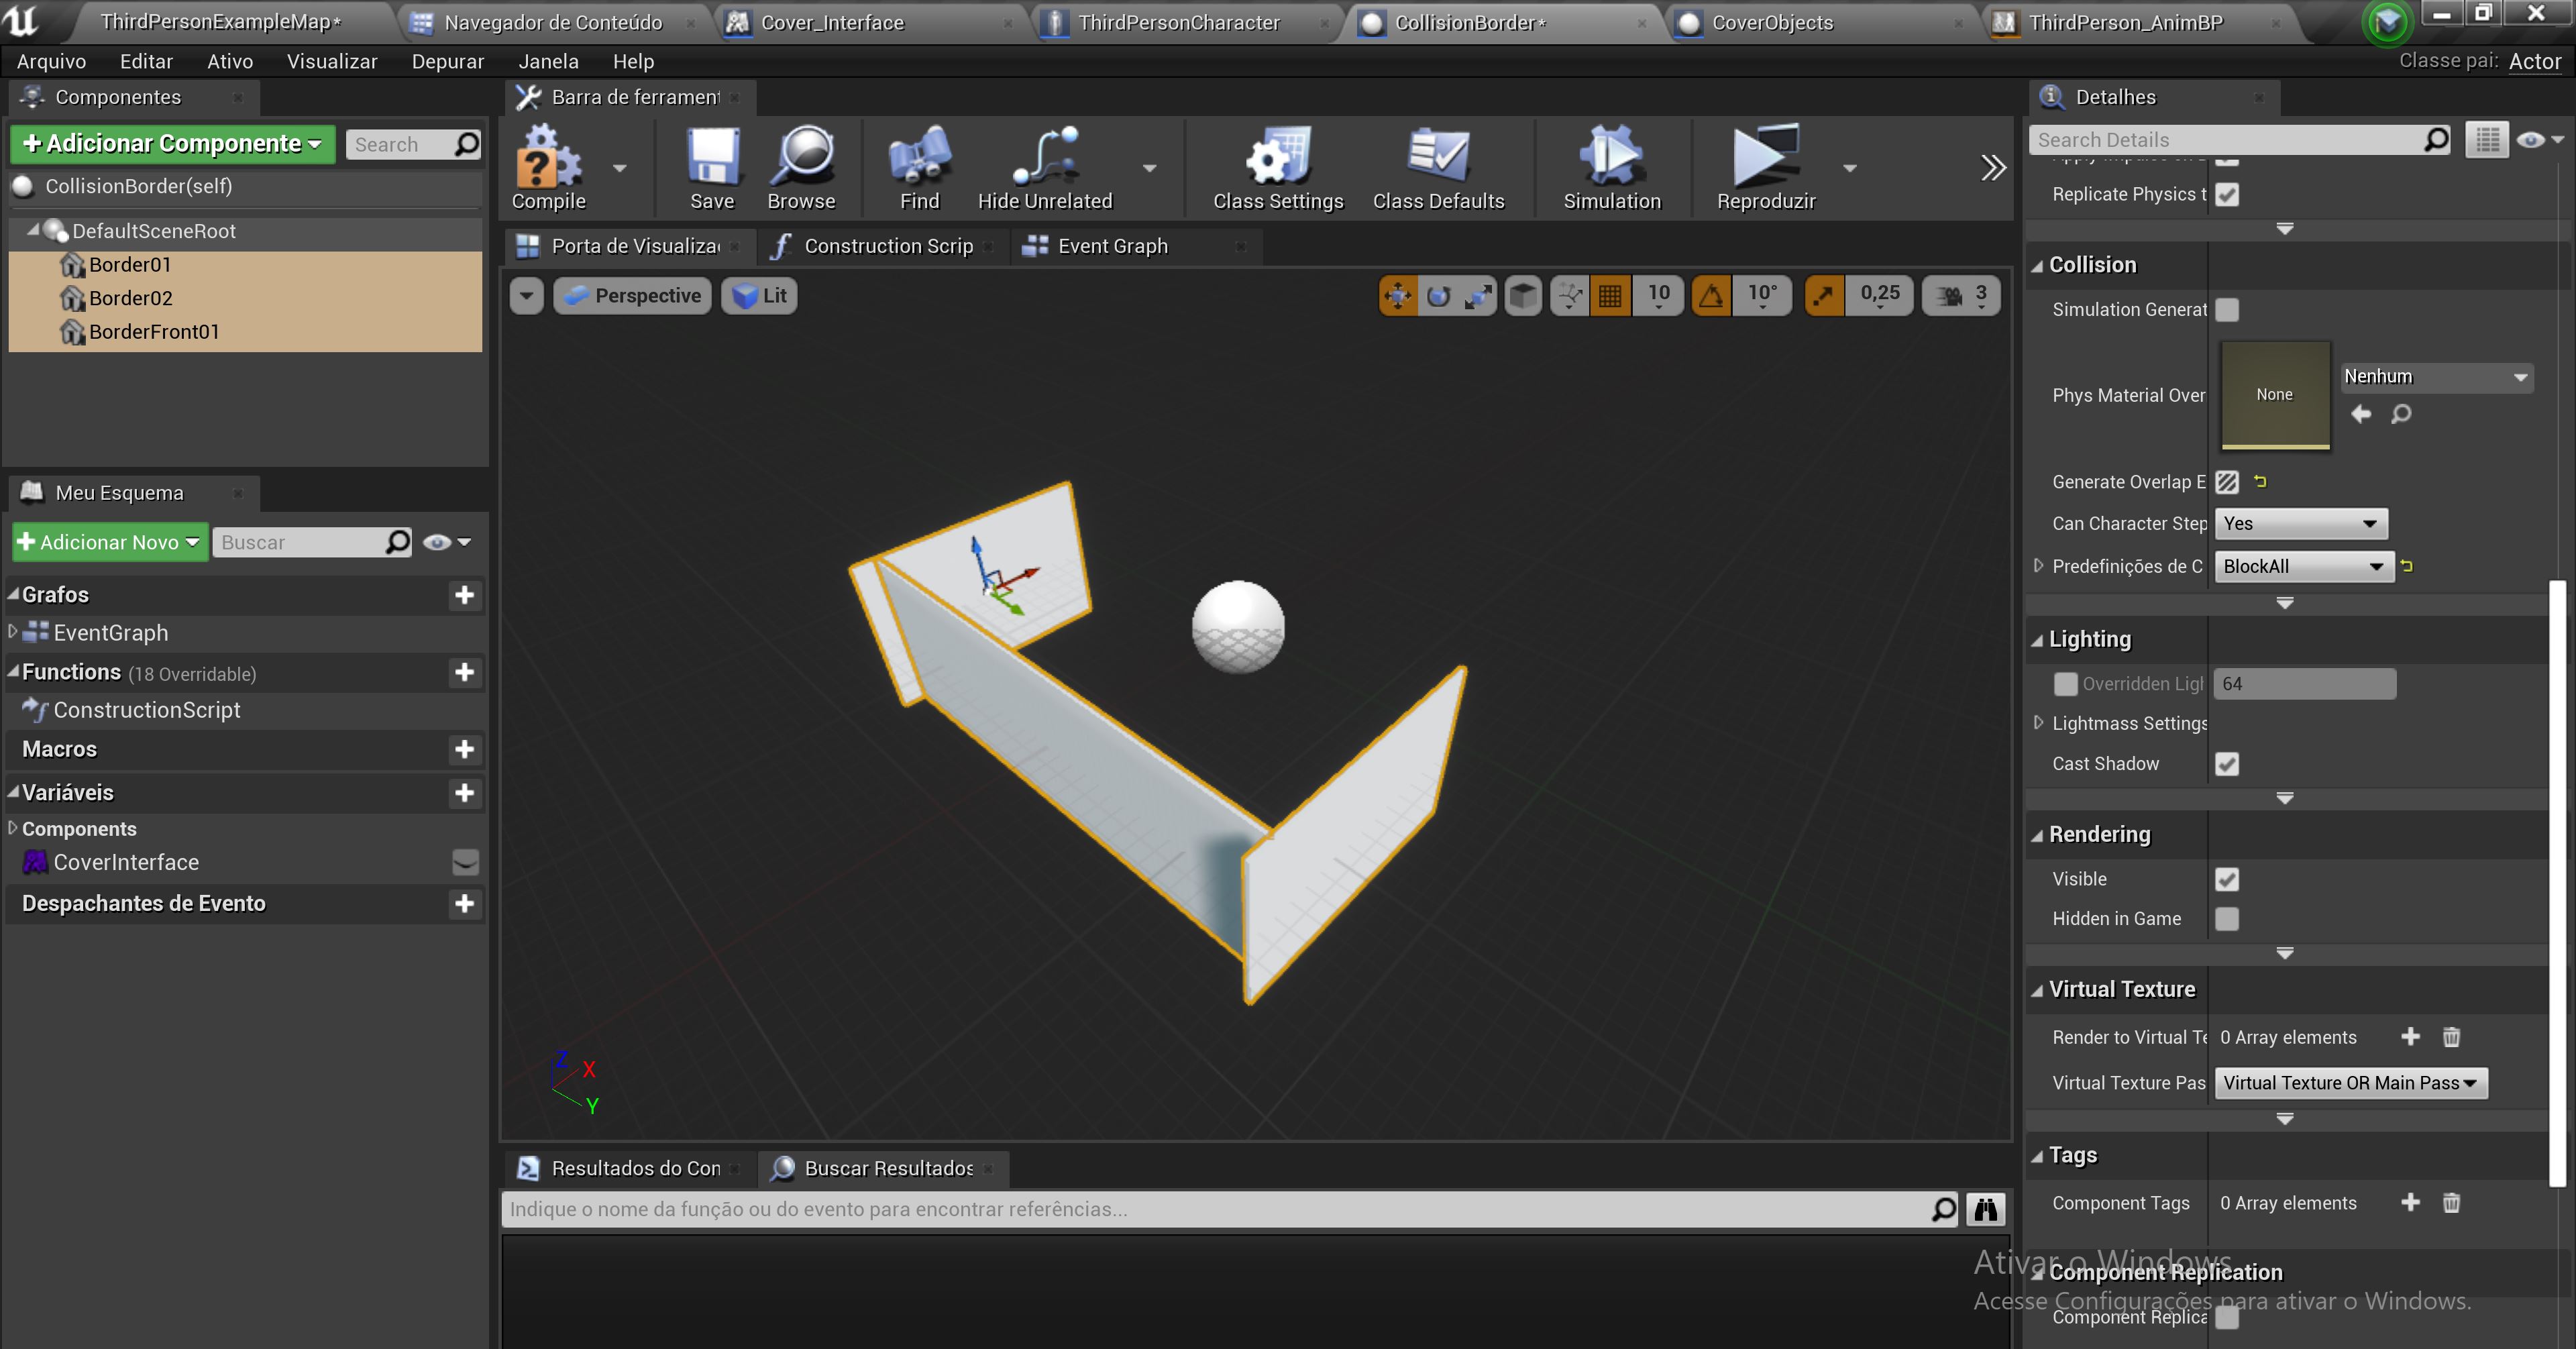 ThirdPersonExampleMap*
Navegador de Conteúdo
Cover_Interface
ThirdPersonCharacter
CollisionBorder*
CoverObjects
ThirdPerson_AnimBP
Arquivo
Editar
Ativo
Visualizar
Depurar
Janela
Help
Classe pai: Actor
Componentes
+ Adicionar Componente
Search
CollisionBorder(self)
DefaultSceneRoot
Border01
Border02
BorderFront01
Meu Esquema
+ Adicionar Novo
Buscar
Grafos
EventGraph
Functions (18 Overridable)
ConstructionScript
Macros
Variáveis
Components
CoverInterface
Despachantes de Evento
Barra de ferrament
Compile
Save
Browse
Find
Hide Unrelated
Class Settings
Class Defaults
Simulation
Reproduzir
Porta de Visualiza
Construction Scrip
Event Graph
Perspective
Lit
10
10°
0,25
3
Z
X
Y
Resultados do Con
Buscar Resultados
Indique o nome da função ou do evento para encontrar referências...
Detalhes
Search Details
Replicate Physics t
Collision
Simulation Generat
Phys Material Over
None
Nenhum
Generate Overlap E
Can Character Step
Yes
Predefinições de C
BlockAll
Lighting
Overridden Ligh
64
Lightmass Settings
Cast Shadow
Rendering
Visible
Hidden in Game
Virtual Texture
Render to Virtual Te
0 Array elements
Virtual Texture Pas
Virtual Texture OR Main Pass
Tags
Component Tags
0 Array elements
Ativar o Windows
Component Replication
Acesse Configurações para ativar o Windows.
Component Replica